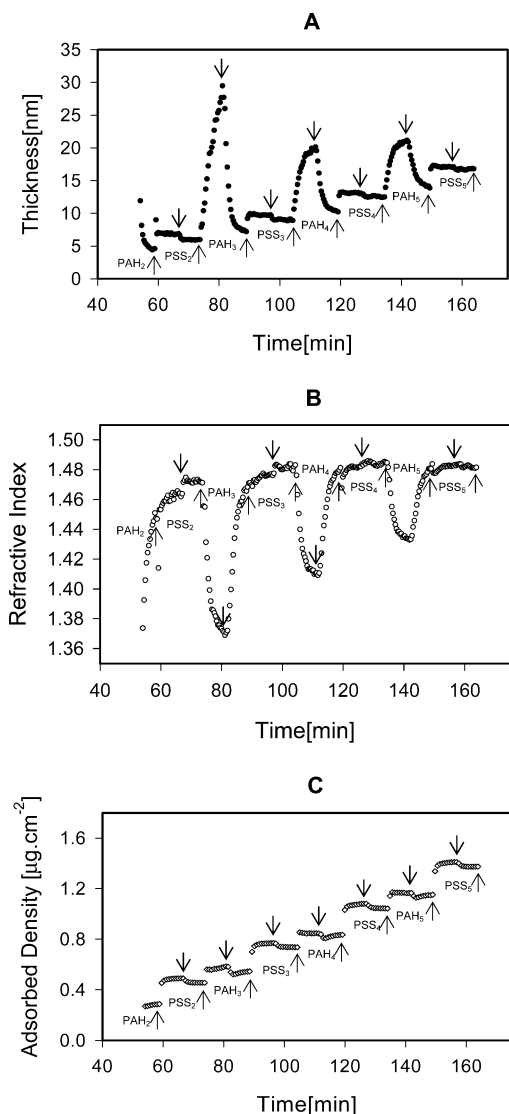 A
Thickness[nm]
35
30
25
20
15
10
5
0
PAH2
PSS2
PAH3
PSS3
PAH4
PSS4
PAH5
PSS5
40 60 80 100 120 140 160
Time[min]
B
Refractive Index
1.50
1.48
1.46
1.44
1.42
1.40
1.38
1.36
PAH2
PSS2
PAH3
PSS3
PAH4
PSS4
PAH5
PSS5
40 60 80 100 120 140 160
Time[min]
C
Adsorbed Density [µg.cm-2]
1.6
1.2
0.8
0.4
0.0
PAH2
PSS2
PAH3
PSS3
PAH4
PSS4
PAH5
PSS5
40 60 80 100 120 140 160
Time[min]